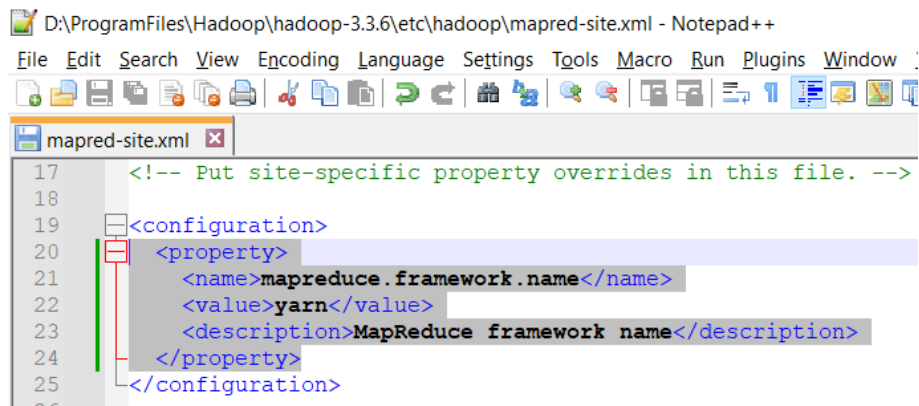 D:\ProgramFiles\Hadoop\hadoop-3.3.6\etc\hadoop\mapred-site.xml - Notepad++
File Edit Search View Encoding Language Settings Tools Macro Run Plugins Window
mapred-site.xml
17 <!-- Put site-specific property overrides in this file. -->
18
19 <configuration>
20 <property>
21 <name>mapreduce.framework.name</name>
22 <value>yarn</value>
23 <description>MapReduce framework name</description>
24 </property>
25 </configuration>